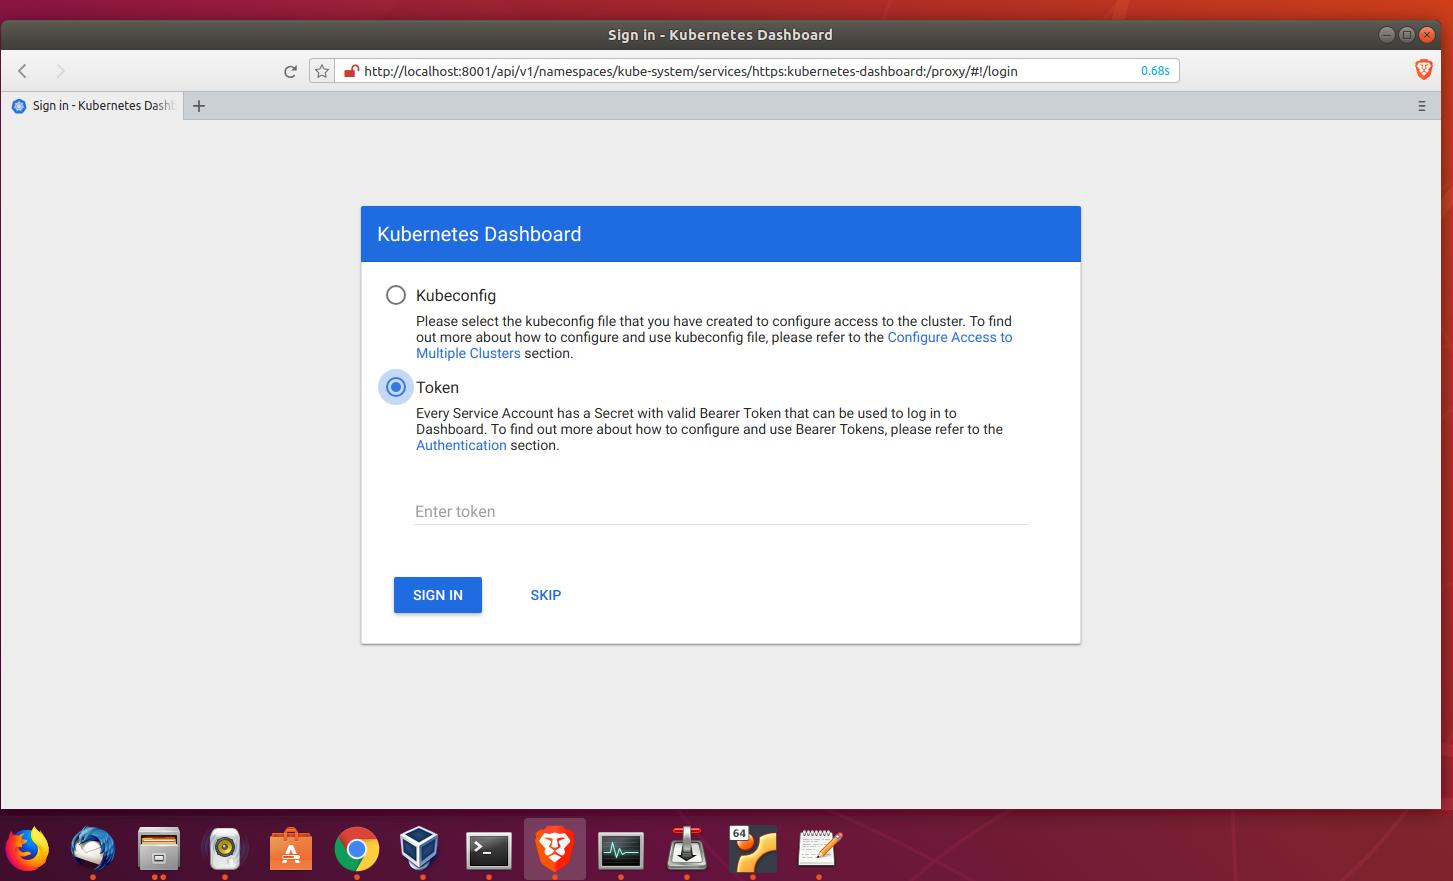 Sign in - Kubernetes Dashboard
http://localhost:8001/api/v1/namespaces/kube-system/services/https:kubernetes-dashboard:/proxy/#!/login
0.68s
Sign in - Kubernetes Dashb
Kubernetes Dashboard
Kubeconfig
Please select the kubeconfig file that you have created to configure access to the cluster. To find
out more about how to configure and use kubeconfig file, please refer to the Configure Access to
Multiple Clusters section.
Token
Every Service Account has a Secret with valid Bearer Token that can be used to log in to
Dashboard. To find out more about how to configure and use Bearer Tokens, please refer to the
Authentication section.
Enter token
SIGN IN
SKIP
64